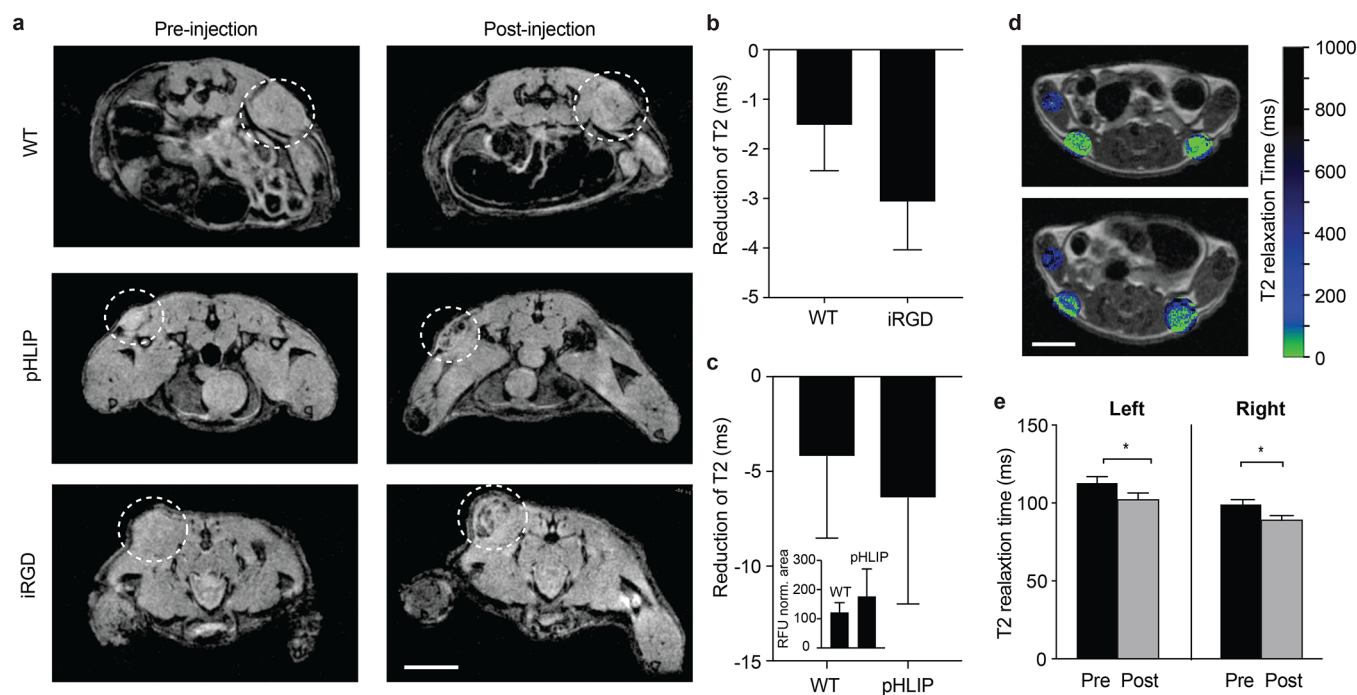 a
Pre-injection
Post-injection
WT
pHLIP
iRGD
b
Reduction of T2 (ms)
0
-1
-2
-3
-4
-5
WT
iRGD
c
Reduction of T2 (ms)
0
-5
-10
-15
WT
pHLIP
RFU norm. area
300
200
100
0
WT
pHLIP
d
T2 relaxation Time (ms)
1000
800
600
400
200
0
e
Left
Right
T2 realaxtion time (ms)
150
100
50
0
*
*
Pre Post
Pre Post